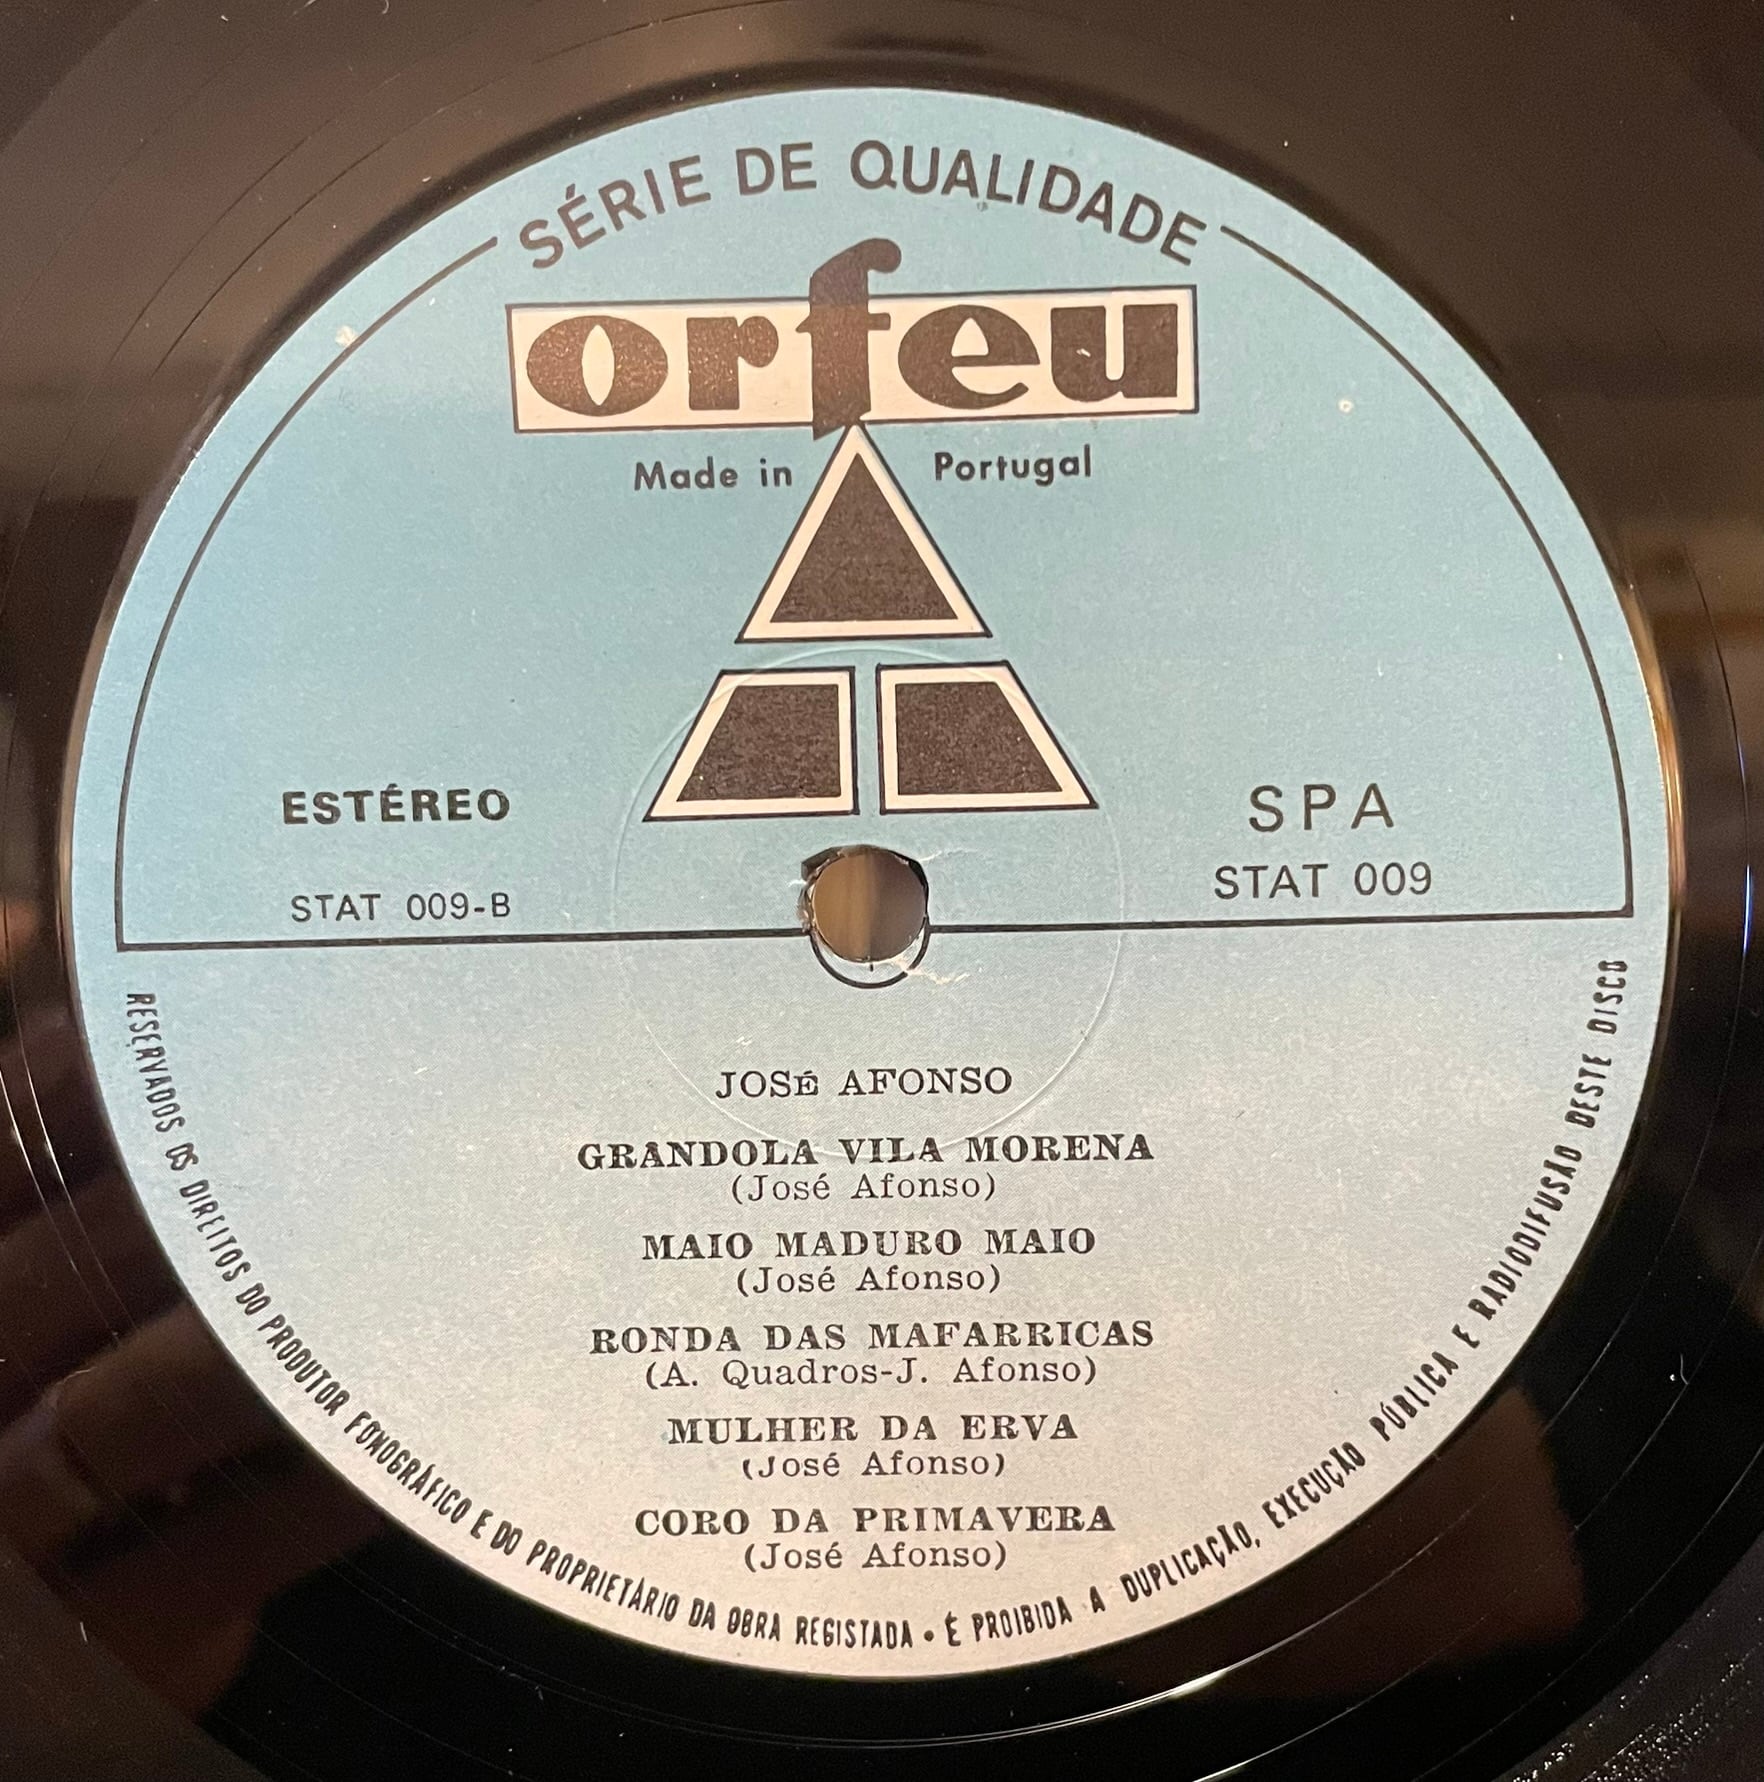 SÉRIE DE QUALIDADE
orfeu
Made in Portugal
ESTÉREO
STAT 009-B
SPA
STAT 009
JOSÉ AFONSO
GRÂNDOLA VILA MORENA
(José Afonso)
MAIO MADURO MAIO
(José Afonso)
RONDA DAS MAFARRICAS
(A. Quadros-J. Afonso)
MULHER DA ERVA
(José Afonso)
CORO DA PRIMAVERA
(José Afonso)
RESERVADOS OS DIREITOS DO PRODUTOR FONOGRÁFICO E DO PROPRIETÁRIO DA OBRA REGISTADA • É PROIBIDA A DUPLICAÇÃO, EXECUÇÃO PÚBLICA E RADIODIFUSÃO DESTE DISCO